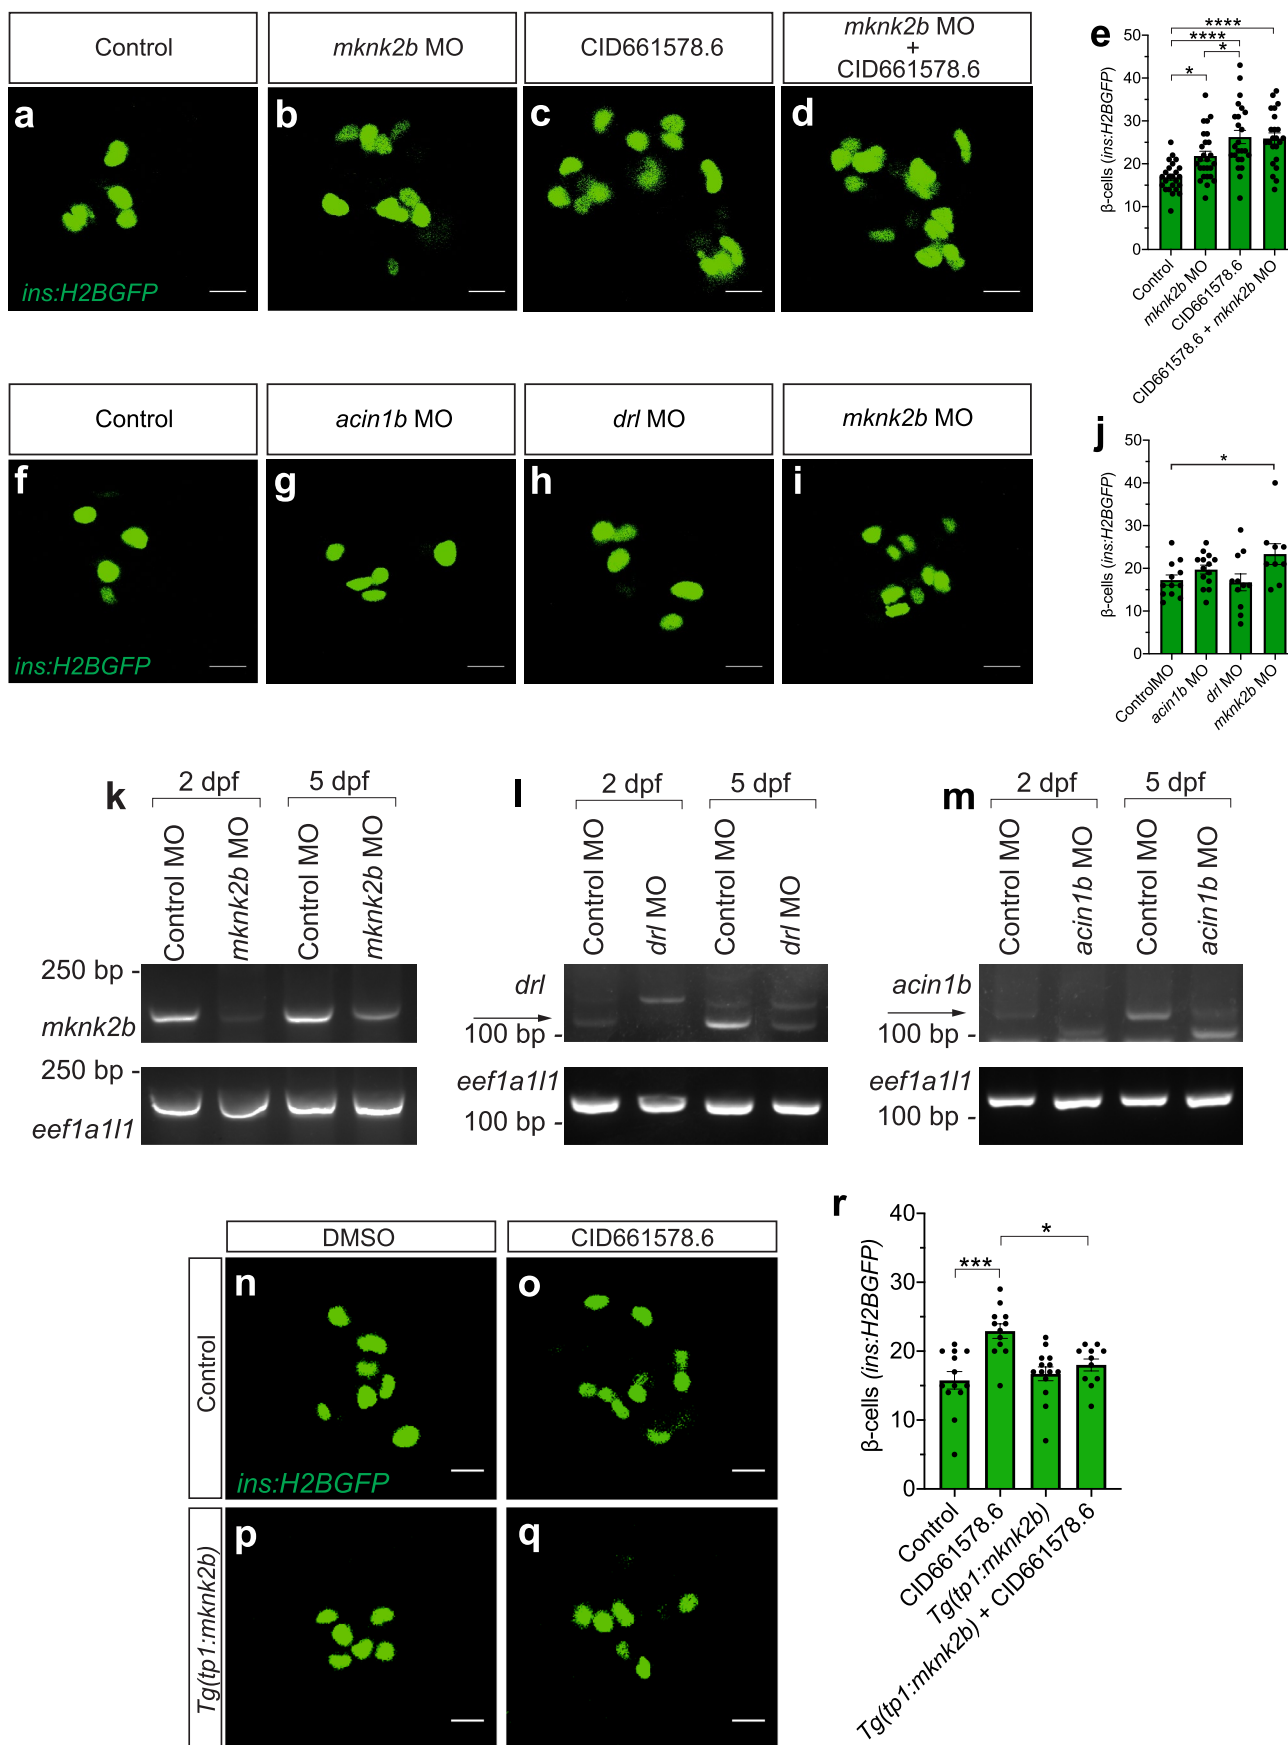 Control
mknk2b MO
CID661578.6
mknk2b MO
+
CID661578.6
a
b
c
d
ins:H2BGFP
e
****
****
*
*
50
40
30
20
10
0
β-cells (ins:H2BGFP)
Control
mknk2b MO
CID661578.6
CID661578.6 + mknk2b MO
Control
acin1b MO
drl MO
mknk2b MO
f
g
h
i
ins:H2BGFP
j
*
50
40
30
20
10
0
β-cells (ins:H2BGFP)
ControlMO
acin1b MO
drl MO
mknk2b MO
k
2 dpf
5 dpf
Control MO
mknk2b MO
Control MO
mknk2b MO
250 bp -
mknk2b
250 bp -
eef1a1l1
l
2 dpf
5 dpf
Control MO
drl MO
Control MO
drl MO
drl
100 bp -
eef1a1l1
100 bp -
m
2 dpf
5 dpf
Control MO
acin1b MO
Control MO
acin1b MO
acin1b
100 bp -
eef1a1l1
100 bp -
DMSO
CID661578.6
Control
n
o
ins:H2BGFP
Tg(tp1:mknk2b)
p
q
r
***
*
40
30
20
10
0
β-cells (ins:H2BGFP)
Control
CID661578.6
Tg(tp1:mknk2b)
Tg(tp1:mknk2b) + CID661578.6